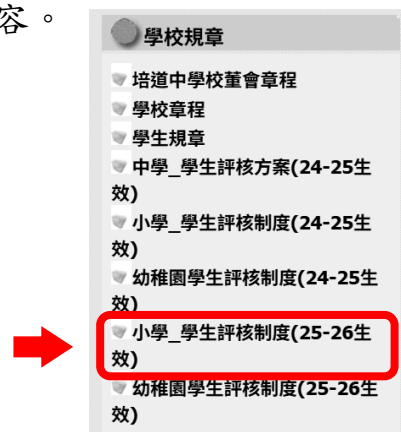 容。
學校規章
培道中學校董會章程
學校章程
學生規章
中學_學生評核方案(24-25生
效)
小學_學生評核制度(24-25生
效)
幼稚園學生評核制度(24-25生
效)
小學_學生評核制度(25-26生
效)
幼稚園學生評核制度(25-26生
效)